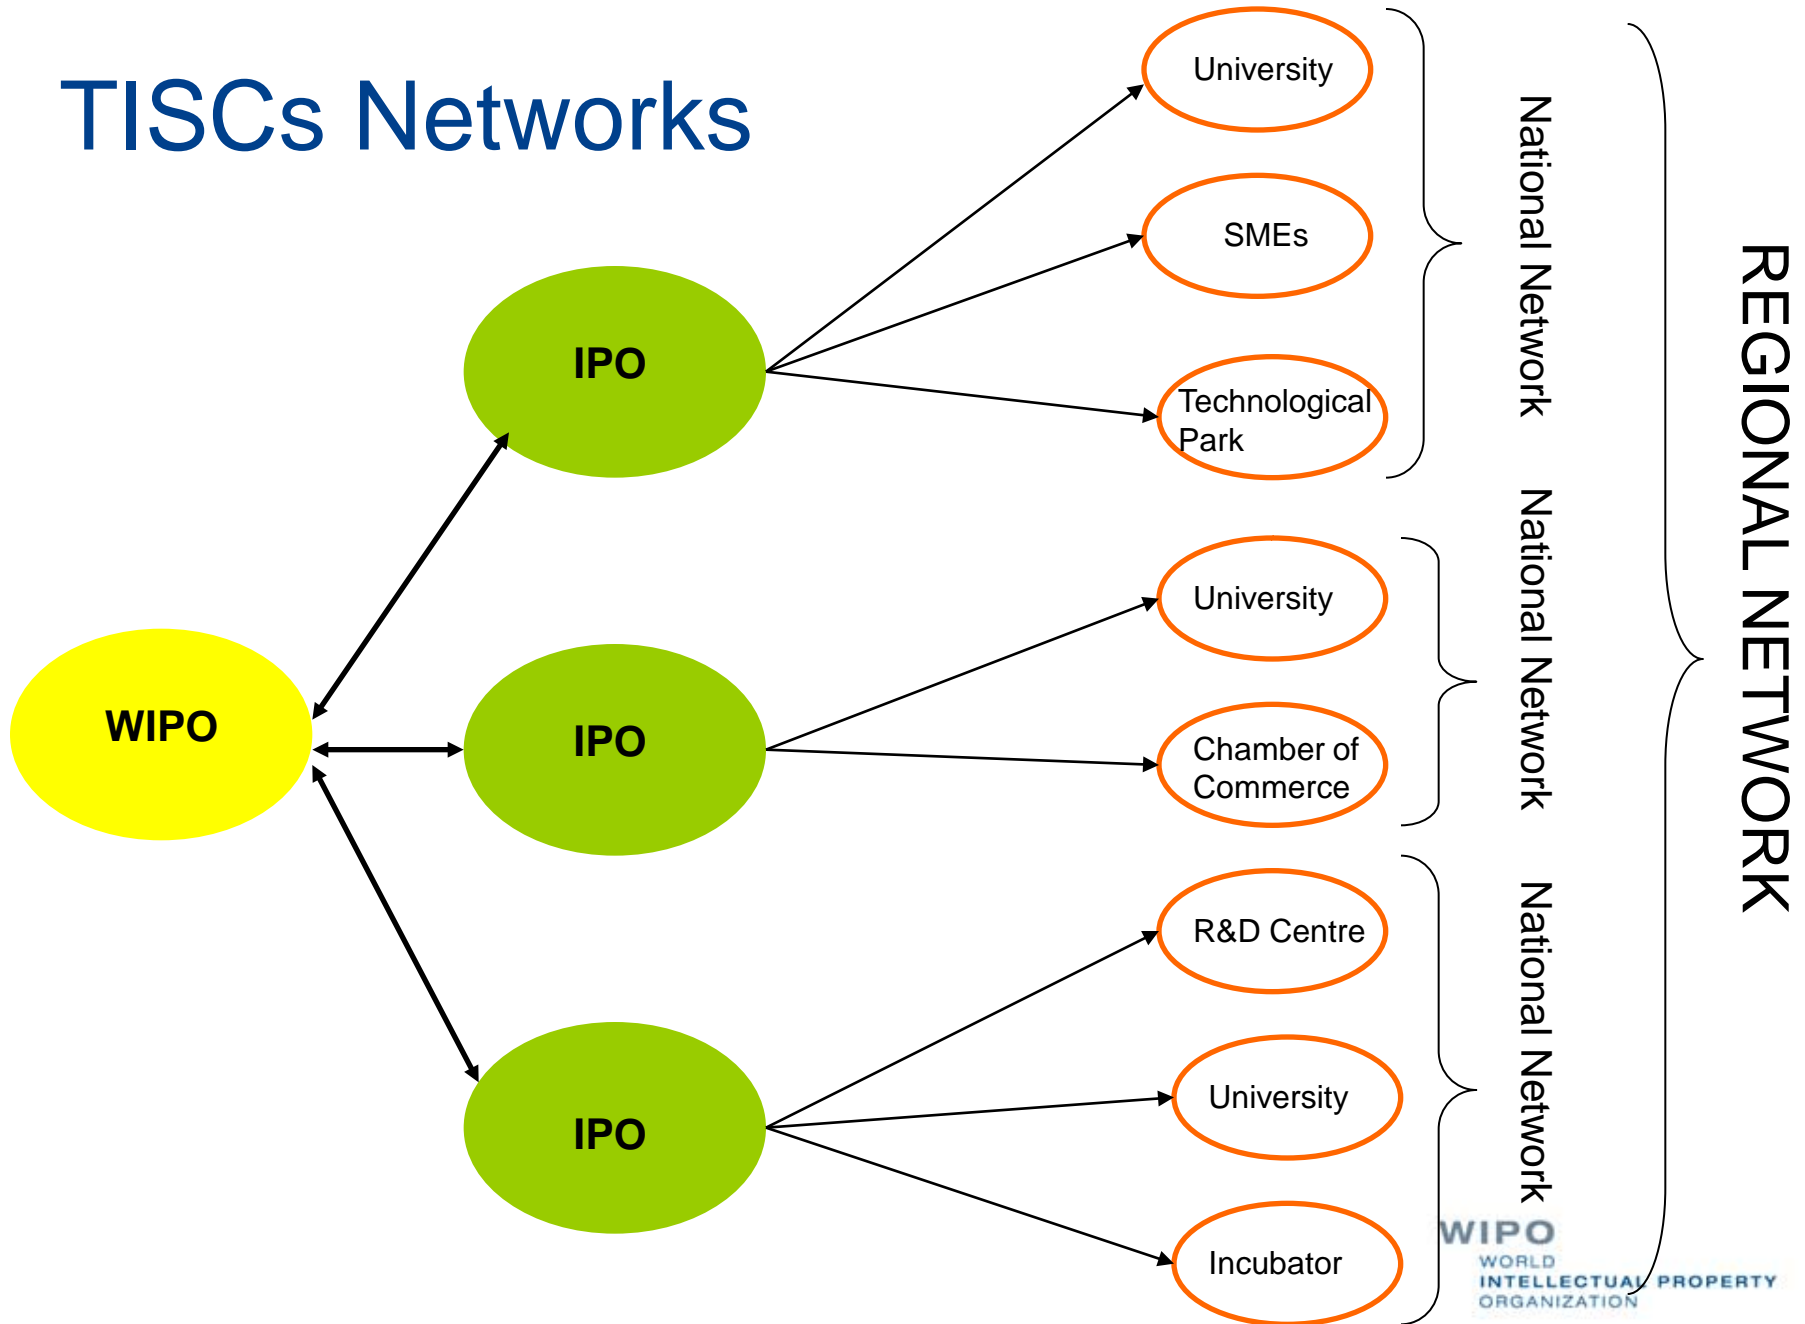 TISCs Networks
University
SMEs
Technological
Park
National Network
IPO
WIPO
IPO
University
Chamber of
Commerce
National Network
IPO
R&D Centre
University
Incubator
National Network
REGIONAL NETWORK
WIPO
WORLD
INTELLECTUAL PROPERTY
ORGANIZATION